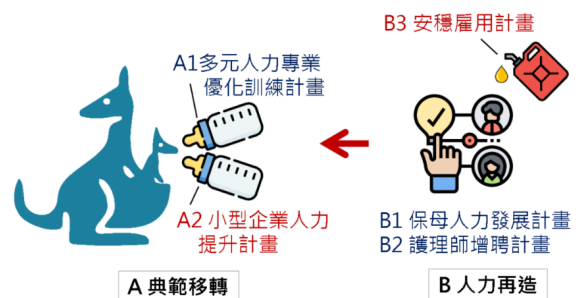 A1多元人力專業
優化訓練計畫
A2 小型企業人力
提升計畫
A 典範移轉
B3 安穩雇用計畫
B1 保母人力發展計畫
B2 護理師增聘計畫
B 人力再造